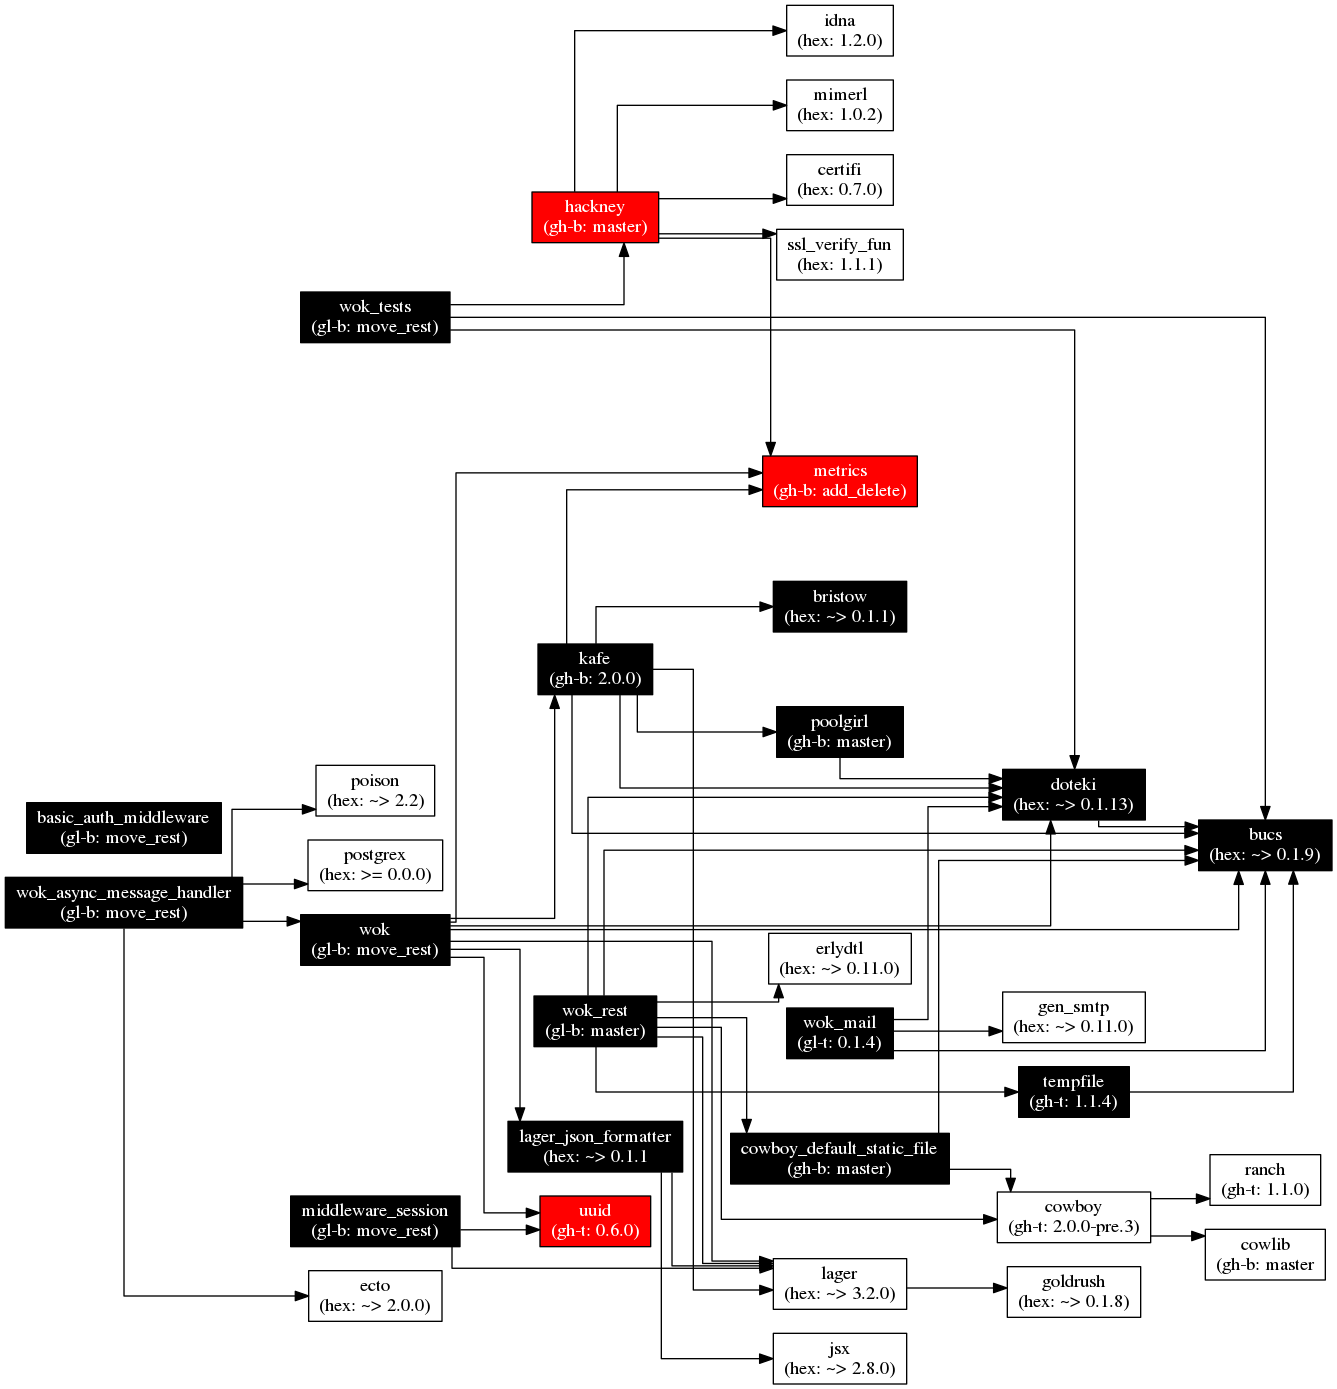 idna
(hex: 1.2.0)
mimerl
(hex: 1.0.2)
certifi
(hex: 0.7.0)
hackney
(gh-b: master)
ssl_verify_fun
(hex: 1.1.1)
wok_tests
(gl-b: move_rest)
metrics
(gh-b: add_delete)
bristow
(hex: ~> 0.1.1)
kafe
(gh-b: 2.0.0)
poolgirl
(gh-b: master)
poison
(hex: ~> 2.2)
doteki
(hex: ~> 0.1.13)
basic_auth_middleware
(gl-b: move_rest)
bucs
(hex: ~> 0.1.9)
postgrex
(hex: >= 0.0.0)
wok_async_message_handler
(gl-b: move_rest)
wok
(gl-b: move_rest)
erlydtl
(hex: ~> 0.11.0)
wok_rest
(gl-b: master)
wok_mail
(gl-t: 0.1.4)
gen_smtp
(hex: ~> 0.11.0)
tempfile
(gh-t: 1.1.4)
lager_json_formatter
(hex: ~> 0.1.1
cowboy_default_static_file
(gh-b: master)
ranch
(gh-t: 1.1.0)
middleware_session
(gl-b: move_rest)
uuid
(gh-t: 0.6.0)
cowboy
(gh-t: 2.0.0-pre.3)
cowlib
(gh-b: master
ecto
(hex: ~> 2.0.0)
lager
(hex: ~> 3.2.0)
goldrush
(hex: ~> 0.1.8)
jsx
(hex: ~> 2.8.0)